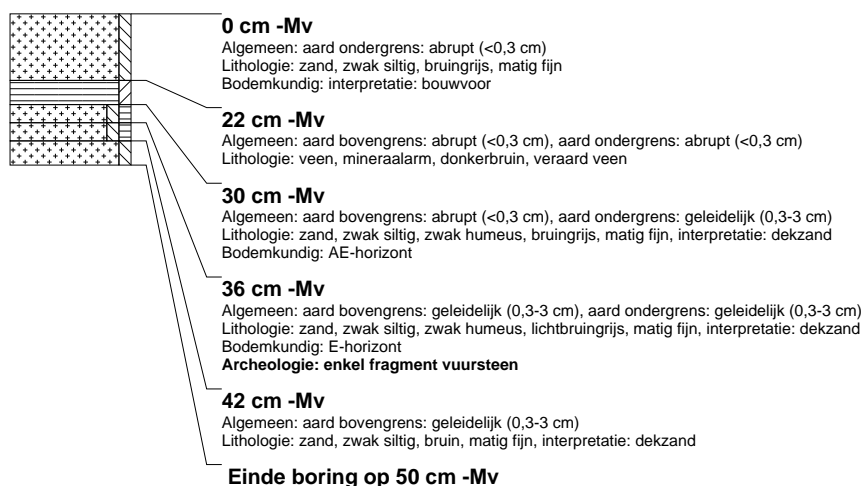 0 cm -Mv
Algemeen: aard ondergrens: abrupt (<0,3 cm)
Lithologie: zand, zwak siltig, bruingrijs, matig fijn
Bodemkundig: interpretatie: bouwvoor
22 cm -Mv
Algemeen: aard bovengrens: abrupt (<0,3 cm), aard ondergrens: abrupt (<0,3 cm)
Lithologie: veen, mineraalarm, donkerbruin, veraard veen
30 cm -Mv
Algemeen: aard bovengrens: abrupt (<0,3 cm), aard ondergrens: geleidelijk (0,3-3 cm)
Lithologie: zand, zwak siltig, zwak humeus, bruingrijs, matig fijn, interpretatie: dekzand
Bodemkundig: AE-horizont
36 cm -Mv
Algemeen: aard bovengrens: geleidelijk (0,3-3 cm), aard ondergrens: geleidelijk (0,3-3 cm)
Lithologie: zand, zwak siltig, zwak humeus, lichtbruingrijs, matig fijn, interpretatie: dekzand
Bodemkundig: E-horizont
Archeologie: enkel fragment vuursteen
42 cm -Mv
Algemeen: aard bovengrens: geleidelijk (0,3-3 cm)
Lithologie: zand, zwak siltig, bruin, matig fijn, interpretatie: dekzand
Einde boring op 50 cm -Mv